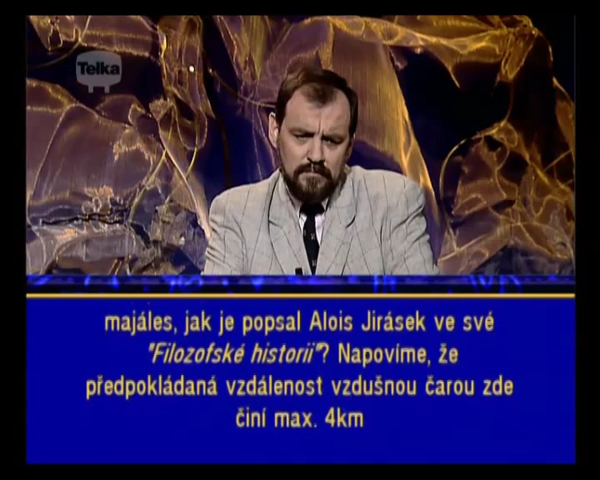 Telka
majáles, jak je popsal Alois Jirásek ve své
"Filozofské historii"? Napovíme, že
předpokládaná vzdálenost vzdušnou čarou zde
činí max. 4km